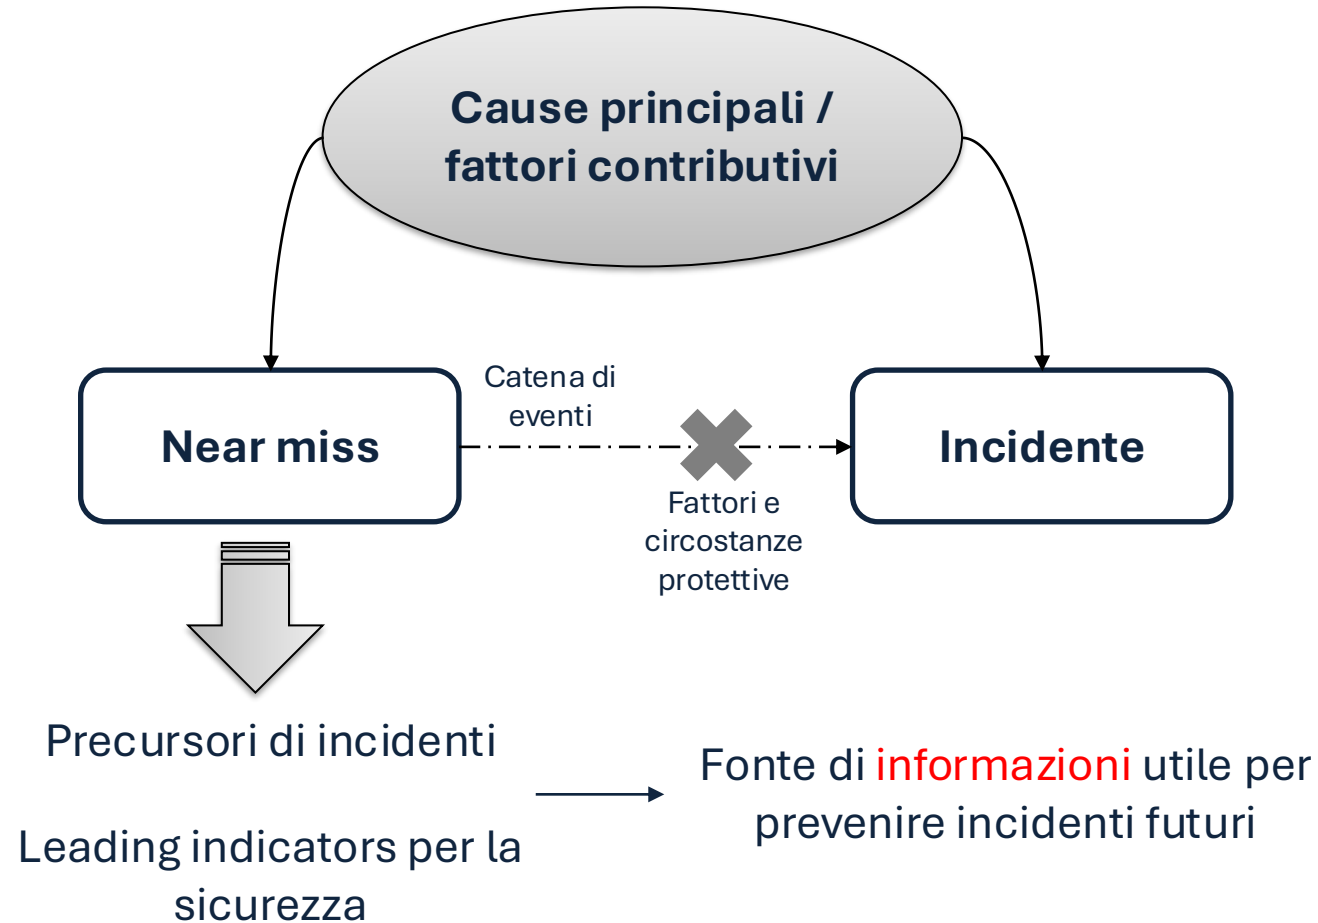 Cause principali /
fattori contributivi
Near miss
Catena di
eventi
Fattori e
circostanze
protettive
Incidente
Precursori di incidenti
Leading indicators per la
sicurezza
Fonte di informazioni utile per
prevenire incidenti futuri